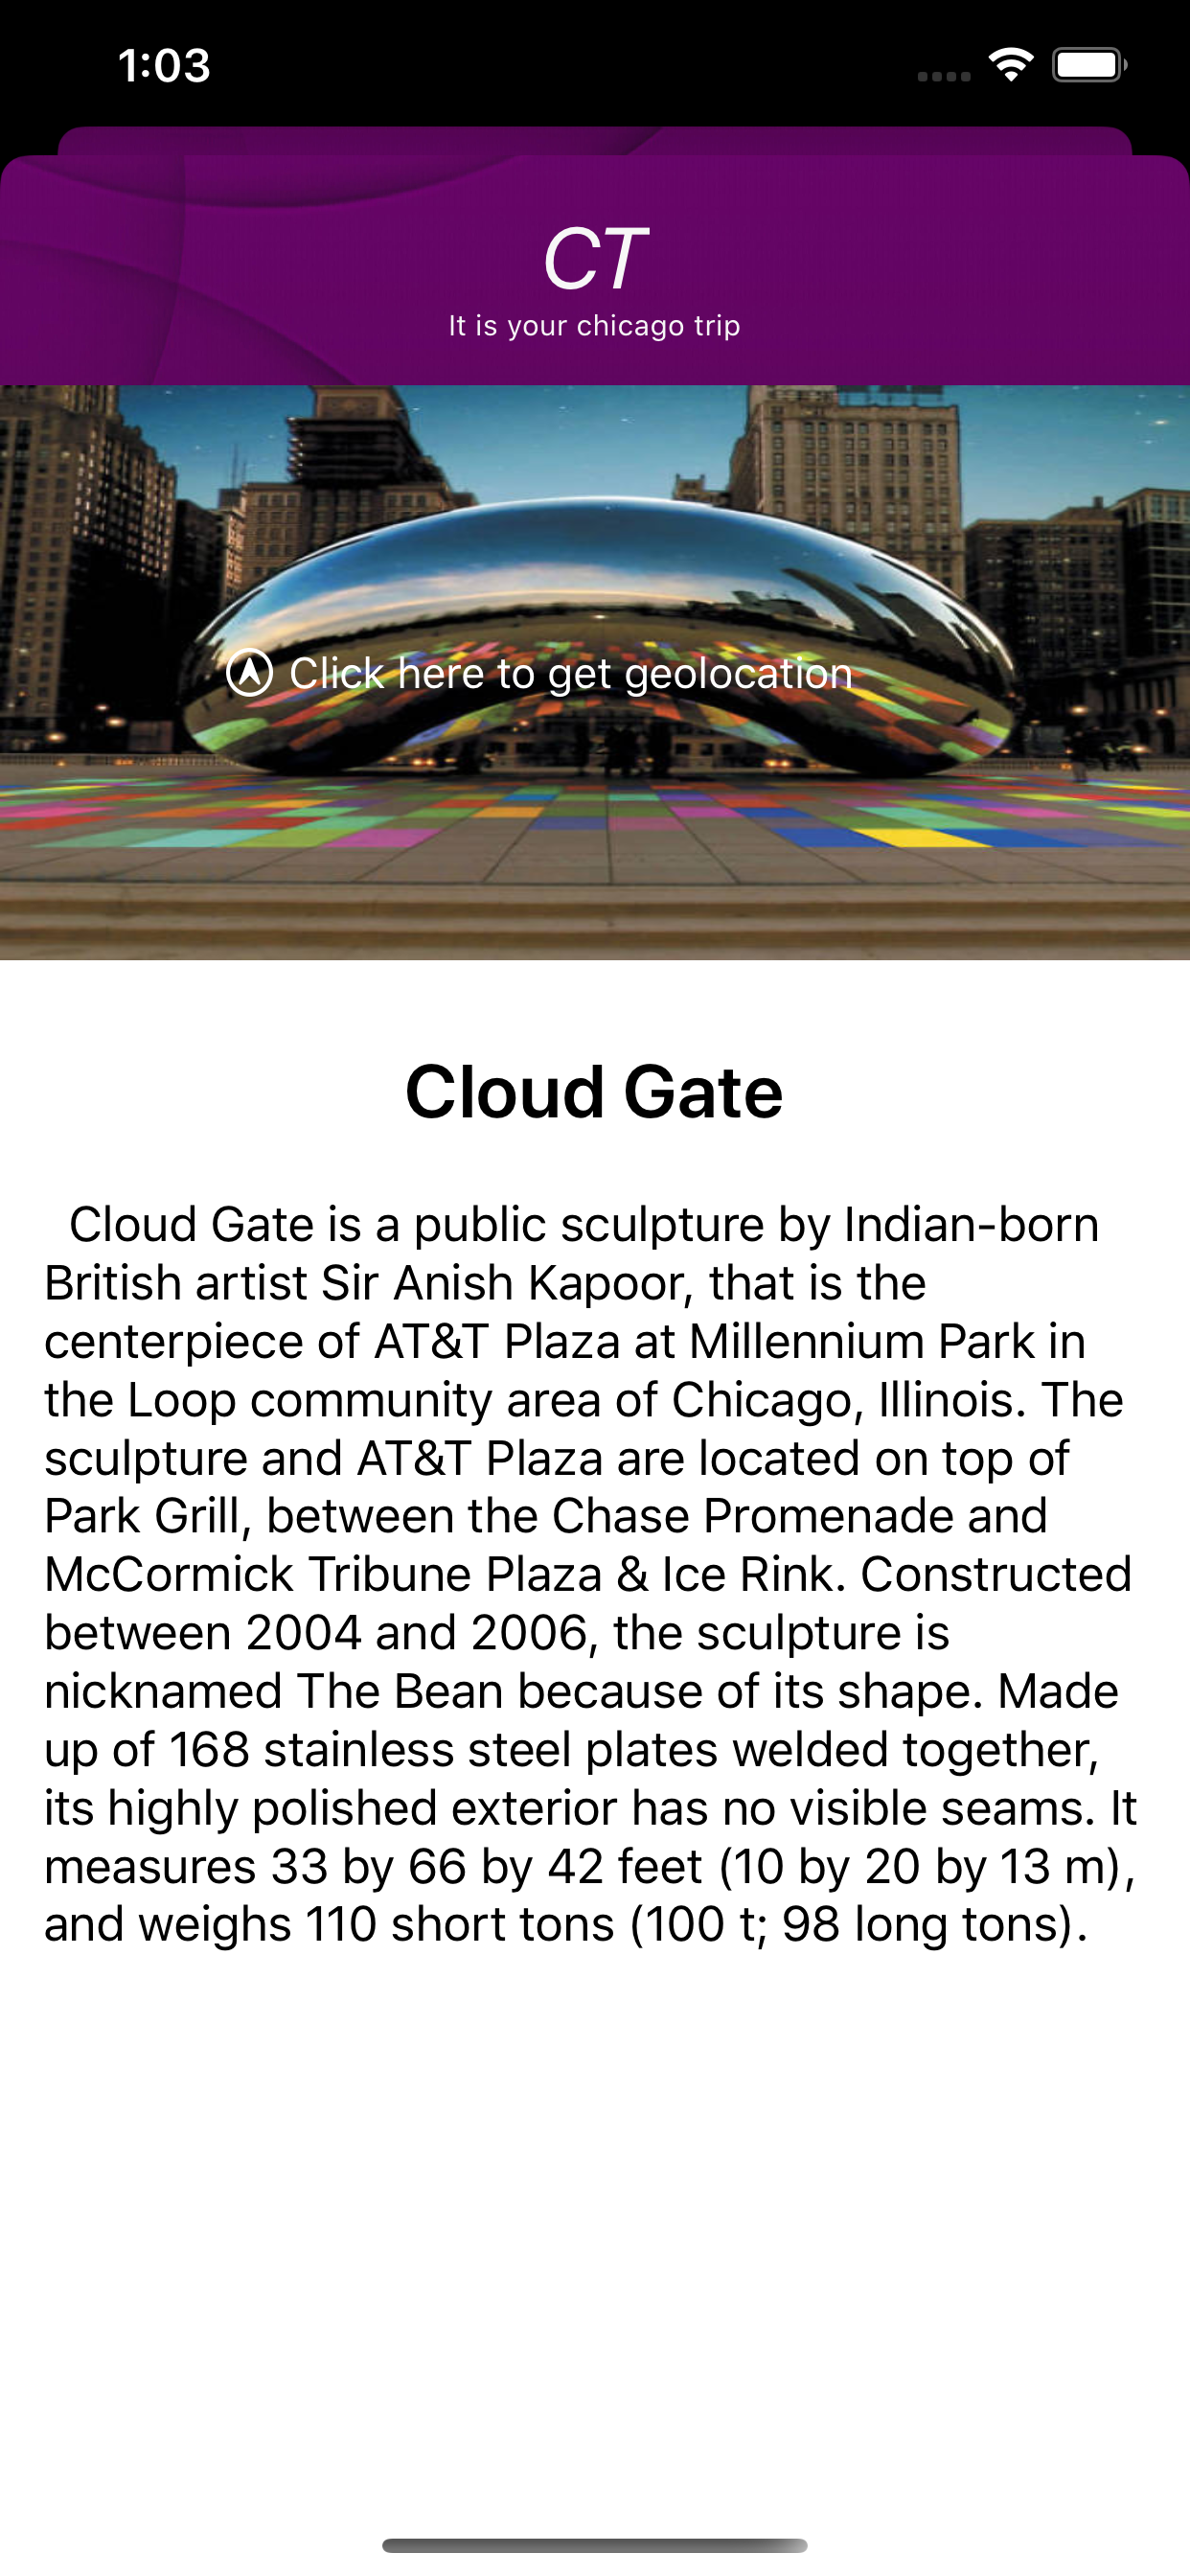 1:03
CT
It is your chicago trip
Click here to get geolocation
Cloud Gate
Cloud Gate is a public sculpture by Indian-born
British artist Sir Anish Kapoor, that is the
centerpiece of AT&T Plaza at Millennium Park in
the Loop community area of Chicago, Illinois. The
sculpture and AT&T Plaza are located on top of
Park Grill, between the Chase Promenade and
McCormick Tribune Plaza & Ice Rink. Constructed
between 2004 and 2006, the sculpture is
nicknamed The Bean because of its shape. Made
up of 168 stainless steel plates welded together,
its highly polished exterior has no visible seams. It
measures 33 by 66 by 42 feet (10 by 20 by 13 m),
and weighs 110 short tons (100 t; 98 long tons).